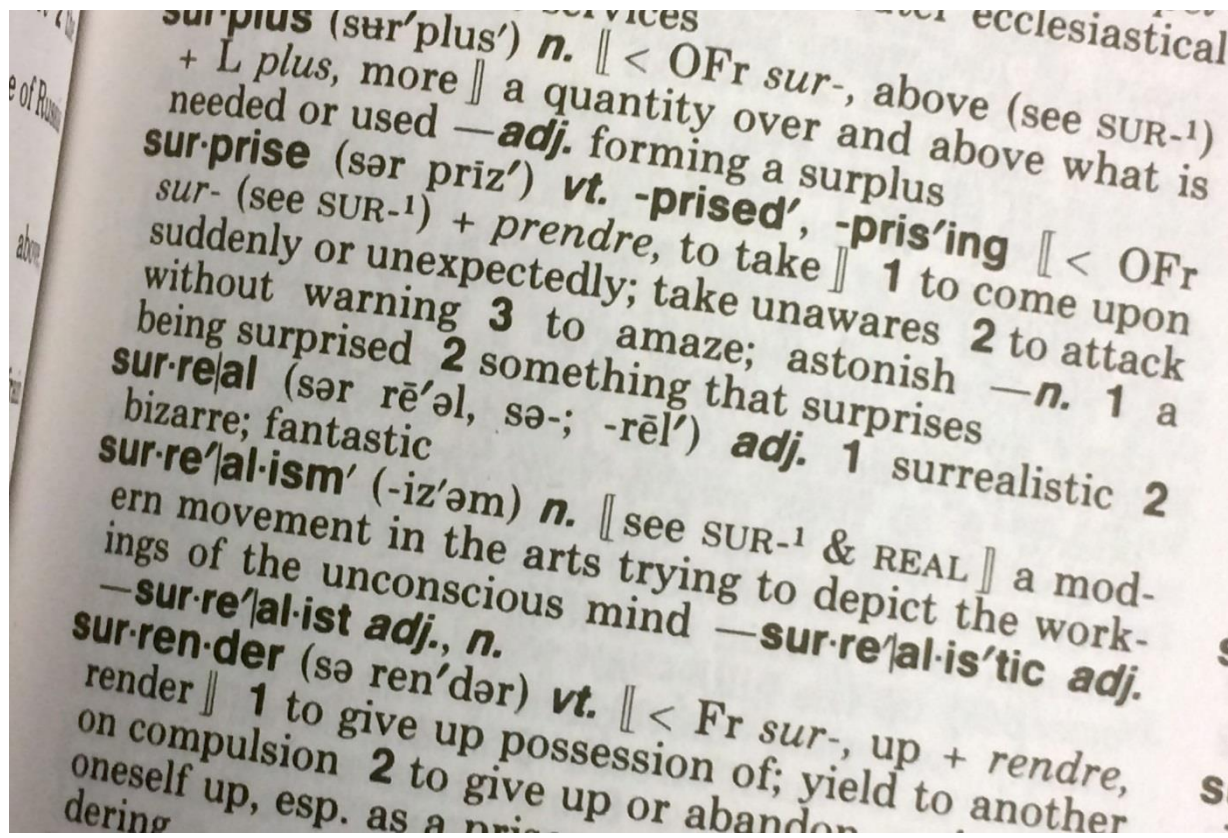 services
ecclesiastical
sur·plus (sʉr′plus′) n. ⟦ < OFr sur-, above (see SUR-¹)
+ L plus, more ⟧ a quantity over and above what is
needed or used —adj. forming a surplus
sur·prise (sər prīz′) vt. -prised′, -pris′ing ⟦ < OFr
sur- (see SUR-¹) + prendre, to take ⟧ 1 to come upon
suddenly or unexpectedly; take unawares 2 to attack
without warning 3 to amaze; astonish —n. 1 a
being surprised 2 something that surprises
sur·re|al (sər rē′əl, sə-; -rēl′) adj. 1 surrealistic 2
bizarre; fantastic
sur·re′|al·ism′ (-iz′əm) n. ⟦ see SUR-¹ & REAL ⟧ a mod-
ern movement in the arts trying to depict the work-
ings of the unconscious mind —sur·re′|al·is′tic adj.
—sur·re′|al·ist adj., n.
sur·ren·der (sə ren′dər) vt. ⟦ < Fr sur-, up + rendre,
render ⟧ 1 to give up possession of; yield to another
on compulsion 2 to give up or abandon
oneself up, esp. as a
dering
e of Russia
above,